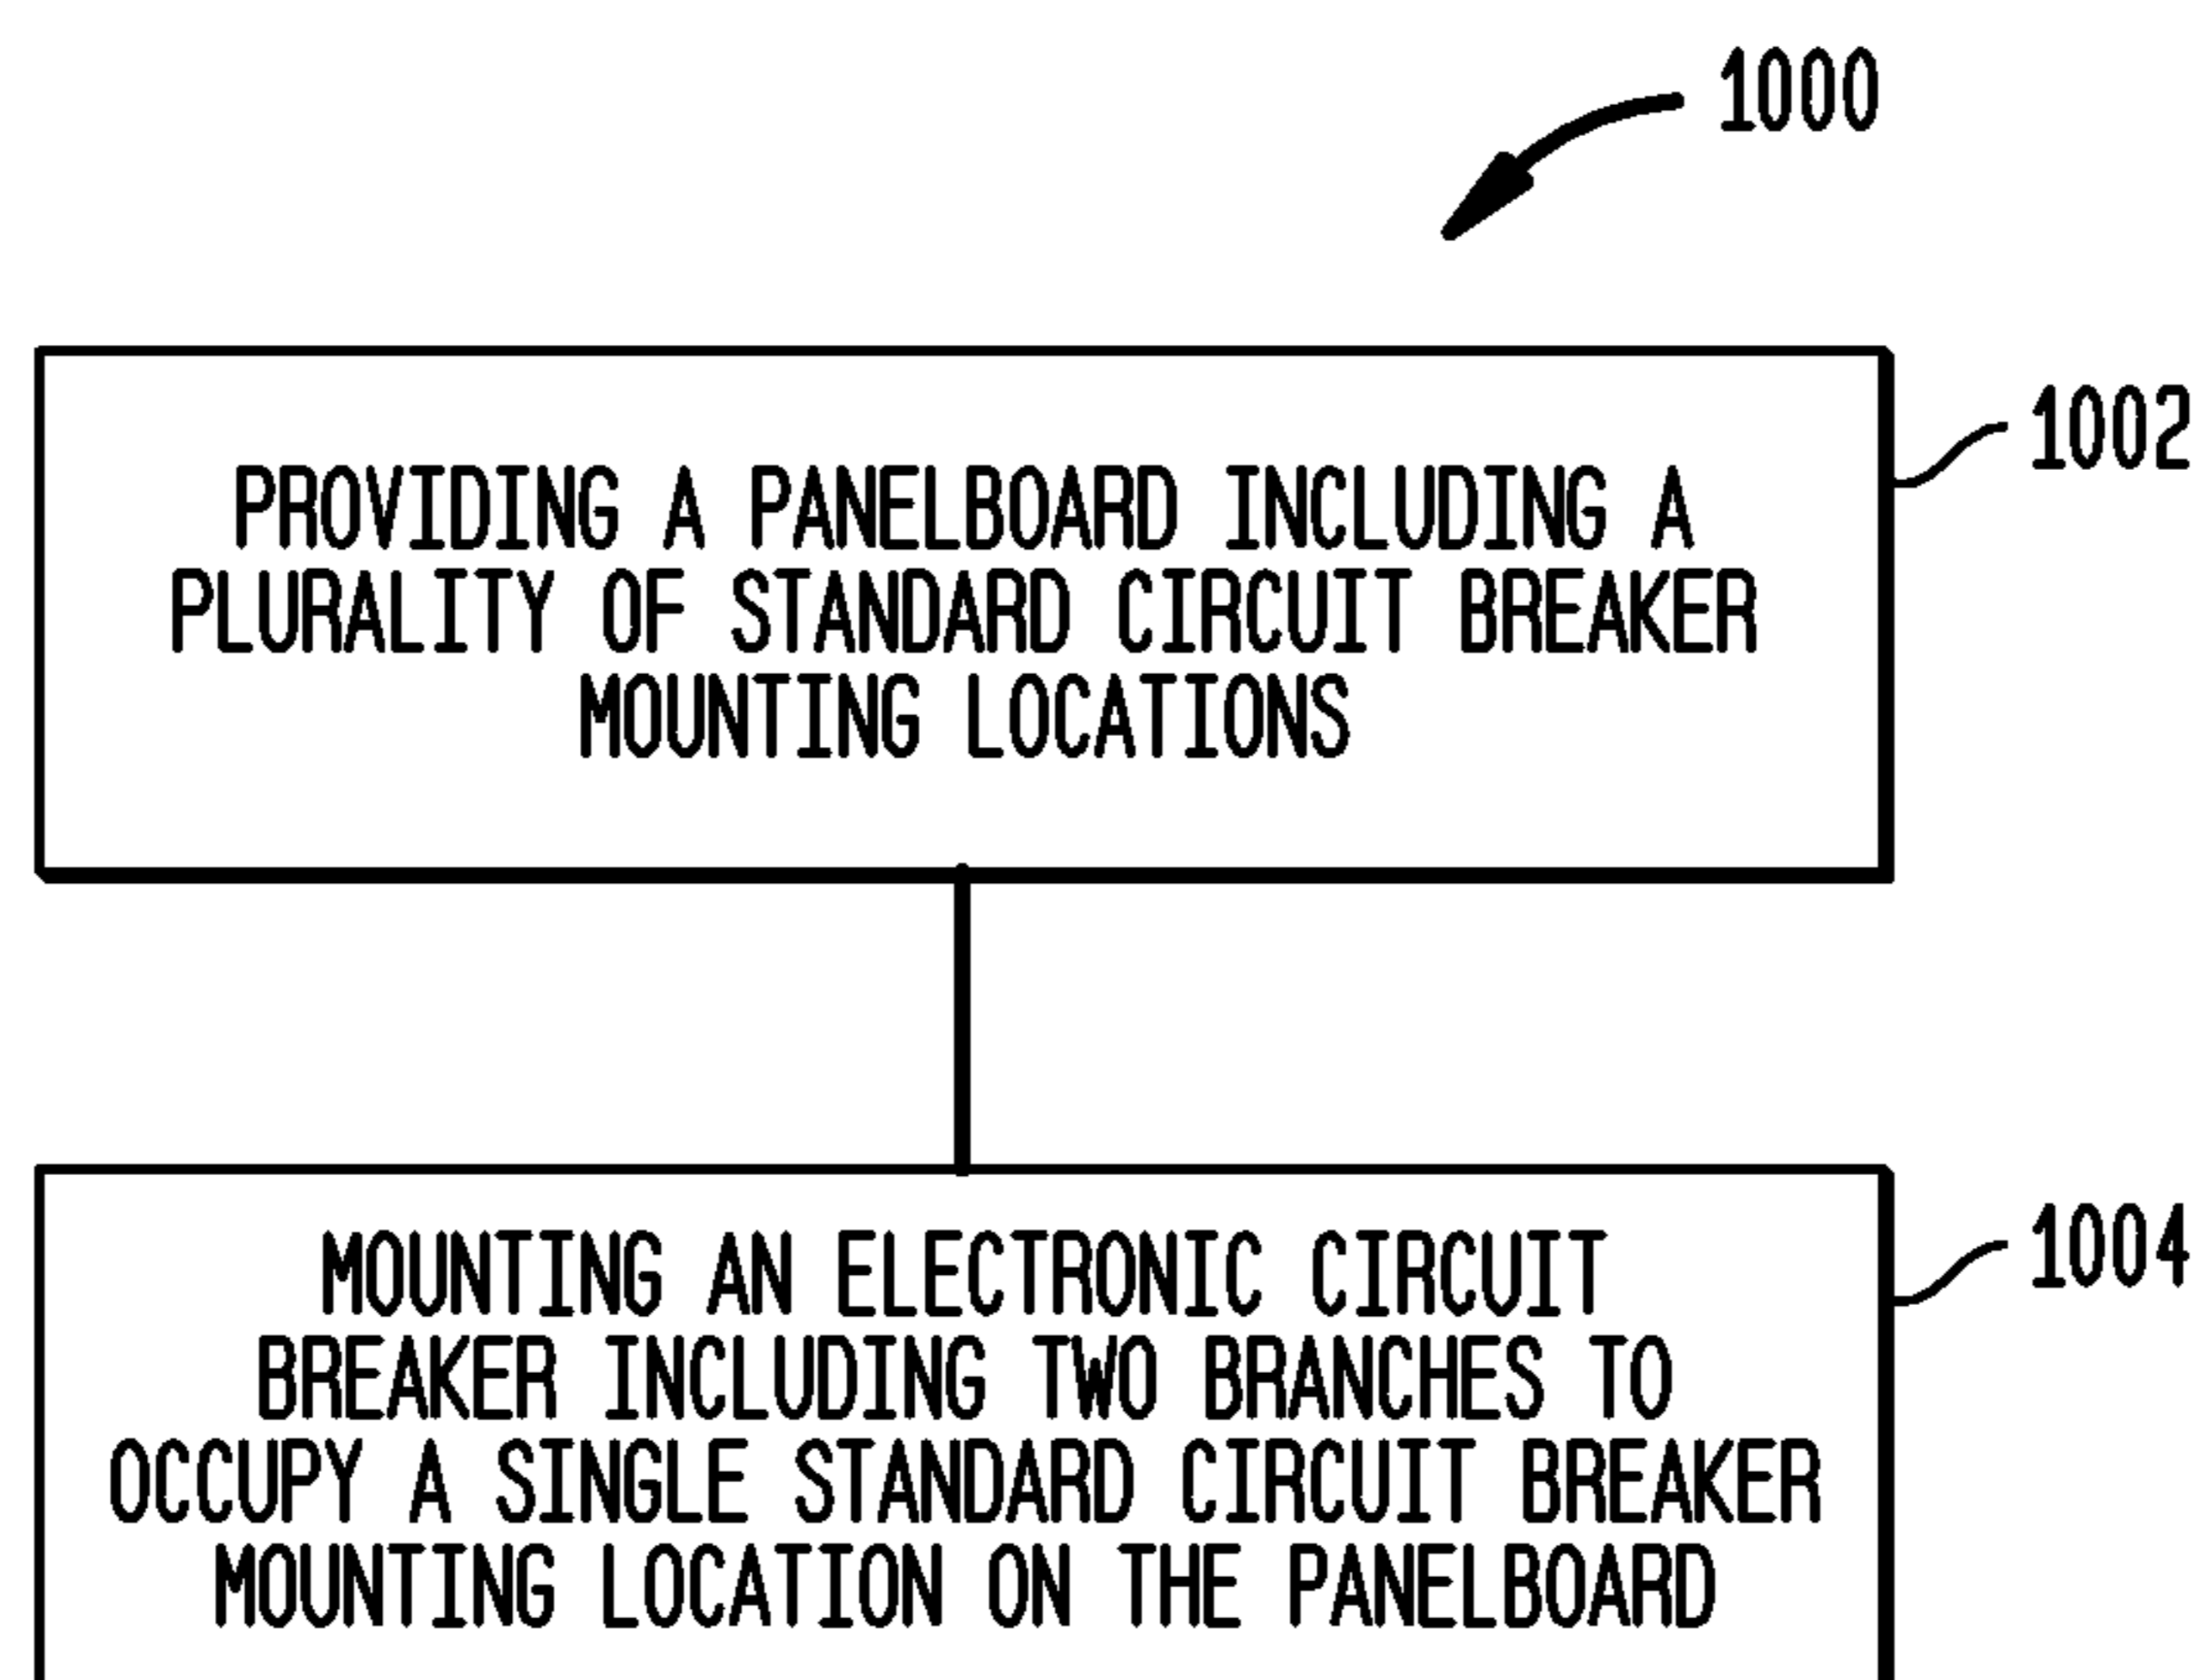 1000
1002
PROVIDING A PANELBOARD INCLUDING A
PLURALITY OF STANDARD CIRCUIT BREAKER
MOUNTING LOCATIONS
1004
MOUNTING AN ELECTRONIC CIRCUIT
BREAKER INCLUDING TWO BRANCHES TO
OCCUPY A SINGLE STANDARD CIRCUIT BREAKER
MOUNTING LOCATION ON THE PANELBOARD